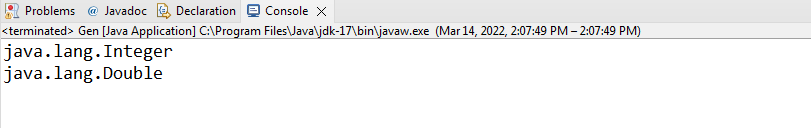 Problems @ Javadoc Declaration Console
<terminated> Gen [Java Application] C:\Program Files\Java\jdk-17\bin\javaw.exe (Mar 14, 2022, 2:07:49 PM – 2:07:49 PM)
java.lang.Integer
java.lang.Double